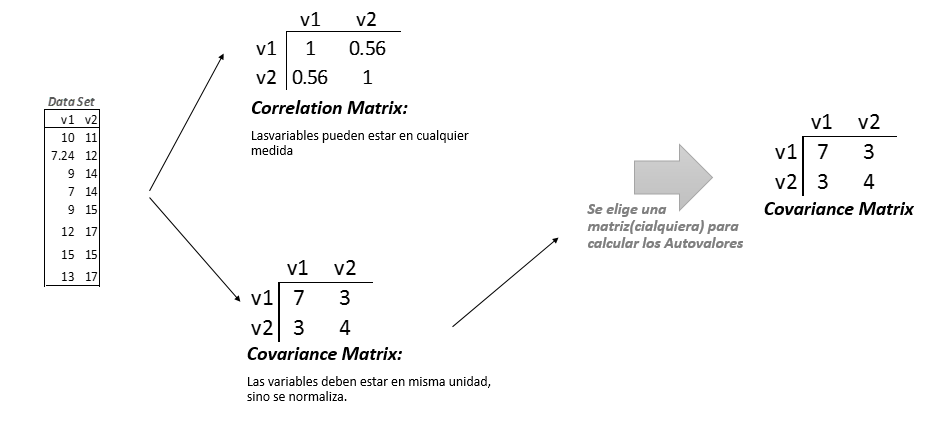 Data Set
v1 v2
10 11
7.24 12
9 14
7 14
9 15
12 17
15 15
13 17
v1 v2
v1 1 0.56
v2 0.56 1
Correlation Matrix:
Lasvariables pueden estar en cualquier
medida
v1 v2
v1 7 3
v2 3 4
Covariance Matrix:
Las variables deben estar en misma unidad,
sino se normaliza.
Se elige una
matriz(cialquiera) para
calcular los Autovalores
v1 v2
v1 7 3
v2 3 4
Covariance Matrix